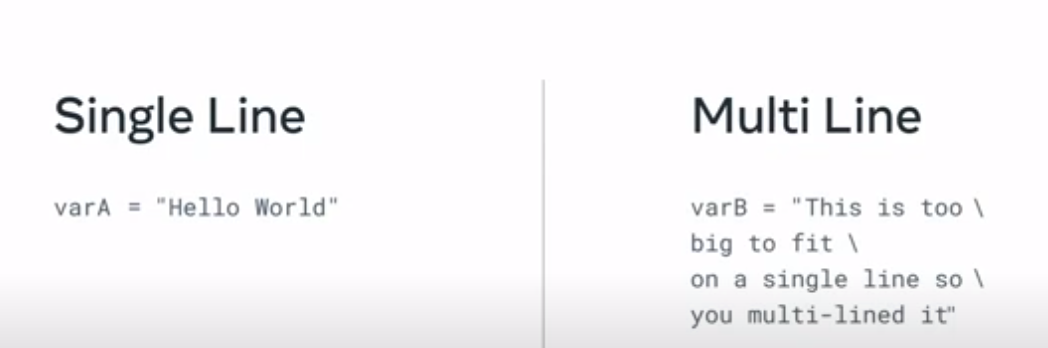 Single Line
varA = "Hello World"
Multi Line
varB = "This is too \
big to fit \
on a single line so \
you multi-lined it"